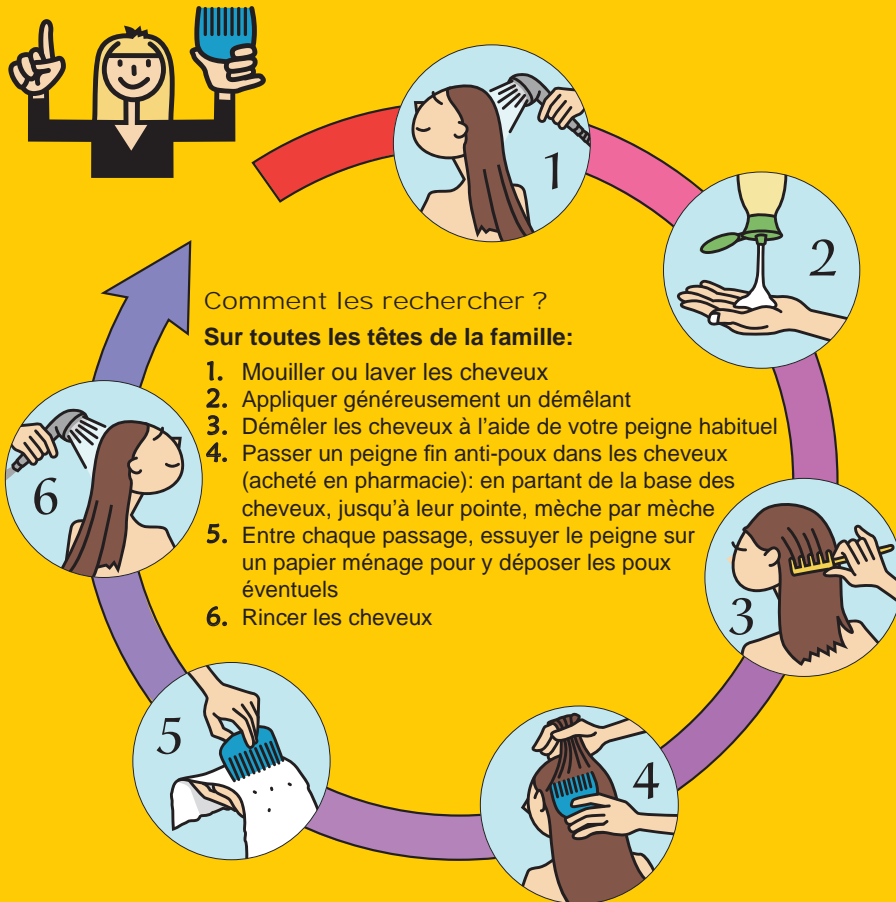 1
2
Comment les rechercher ?
Sur toutes les têtes de la famille:
1. Mouiller ou laver les cheveux
2. Appliquer généreusement un démêlant
3. Démêler les cheveux à l'aide de votre peigne habituel
4. Passer un peigne fin anti-poux dans les cheveux
(acheté en pharmacie): en partant de la base des
cheveux, jusqu'à leur pointe, mèche par mèche
5. Entre chaque passage, essuyer le peigne sur
un papier ménage pour y déposer les poux
éventuels
6. Rincer les cheveux
3
4
5
6